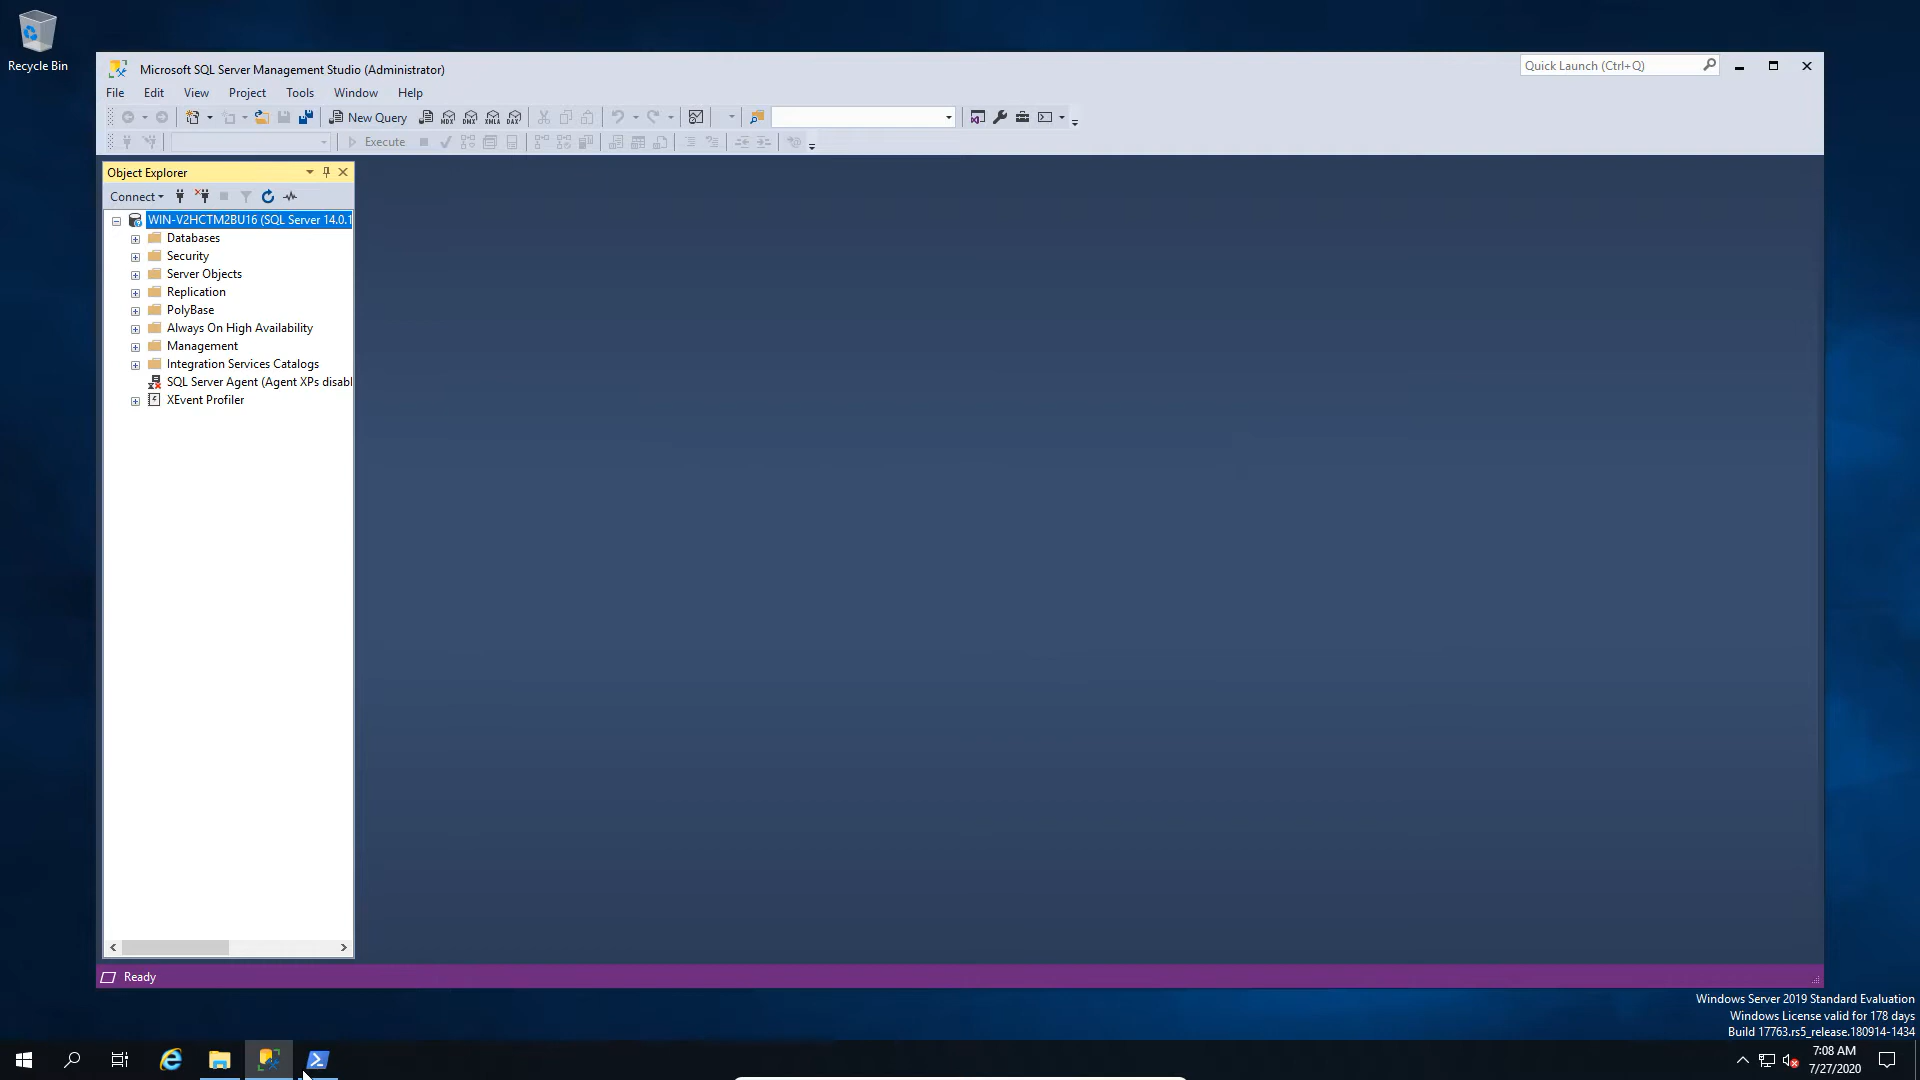 Recycle Bin
Microsoft SQL Server Management Studio (Administrator)
Quick Launch (Ctrl+Q)
File Edit View Project Tools Window Help
New Query MDX DMX XMLA DAX
Execute
Object Explorer
Connect
WIN-V2HCTM2BU16 (SQL Server 14.0.1
Databases
Security
Server Objects
Replication
PolyBase
Always On High Availability
Management
Integration Services Catalogs
SQL Server Agent (Agent XPs disabl
XEvent Profiler
Ready
Windows Server 2019 Standard Evaluation
Windows License valid for 178 days
Build 17763.rs5_release.180914-1434
7:08 AM
7/27/2020